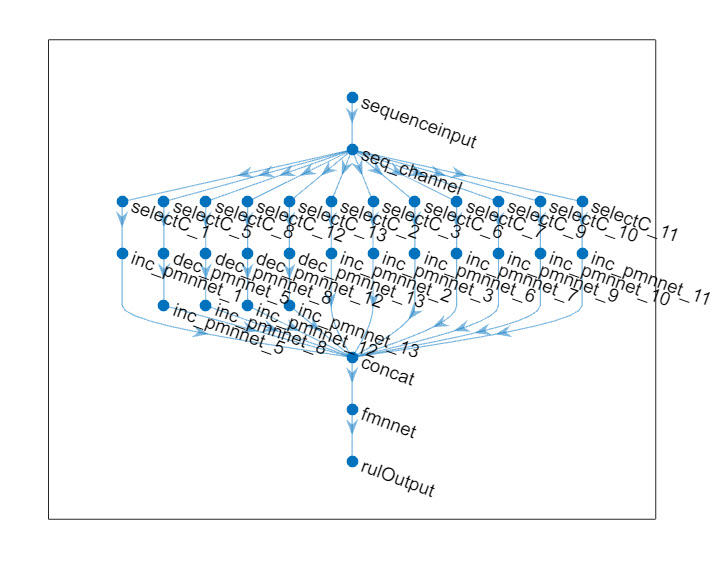 sequenceinput
seq_channel
selectC_1
selectC_5
selectC_8
selectC_12
selectC_13
selectC_2
selectC_3
selectC_6
selectC_7
selectC_9
selectC_10
selectC_11
inc_pmnnet_1
dec_pmnnet_5
dec_pmnnet_8
dec_pmnnet_12
dec_pmnnet_13
inc_pmnnet_2
inc_pmnnet_3
inc_pmnnet_6
inc_pmnnet_7
inc_pmnnet_9
inc_pmnnet_10
inc_pmnnet_11
inc_pmnnet_5
inc_pmnnet_8
inc_pmnnet_12
inc_pmnnet_13
concat
fmnnet
rulOutput